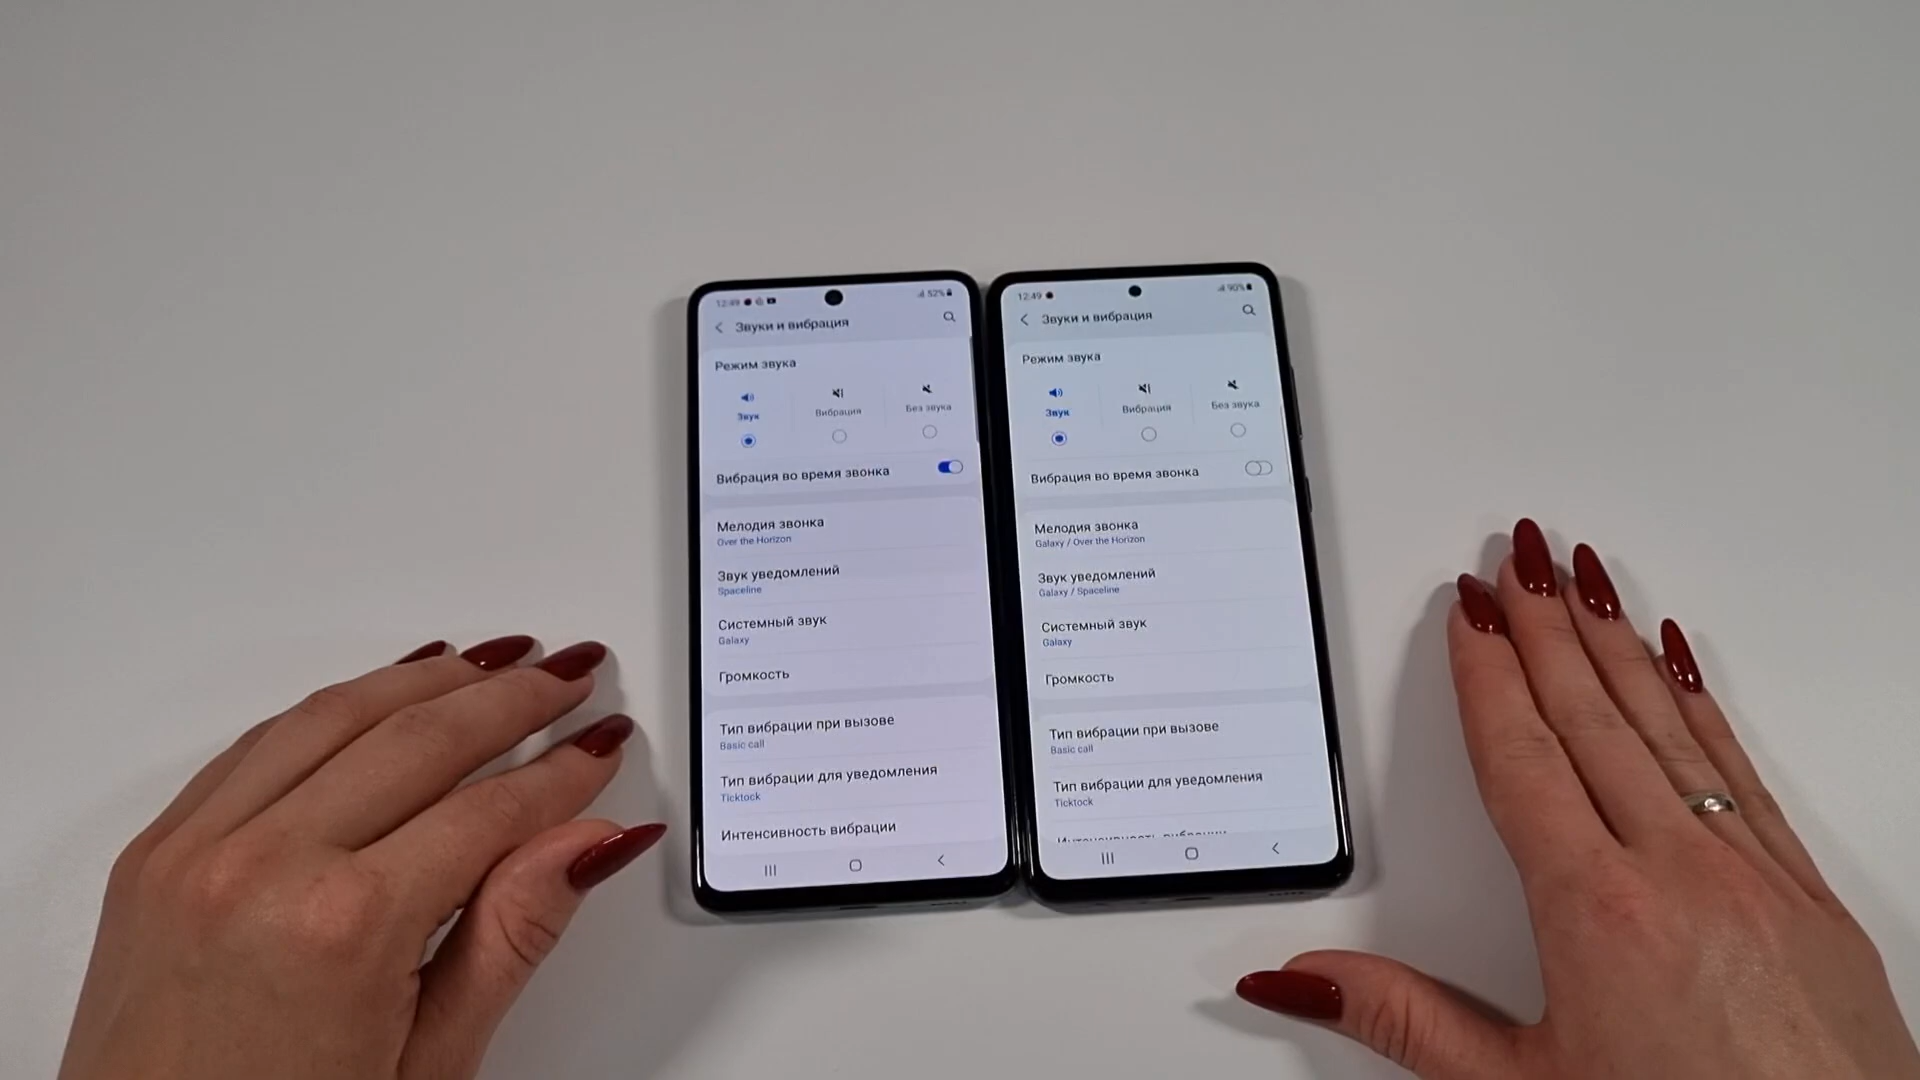 12:49
52%
Звуки и вибрация
Режим звука
Звук
Вибрация
Без звука
Вибрация во время звонка
Мелодия звонка
Over the Horizon
Звук уведомлений
Spaceline
Системный звук
Galaxy
Громкость
Тип вибрации при вызове
Basic call
Тип вибрации для уведомления
Ticktock
Интенсивность вибрации
12:49
90%
Звуки и вибрация
Режим звука
Звук
Вибрация
Без звука
Вибрация во время звонка
Мелодия звонка
Galaxy / Over the Horizon
Звук уведомлений
Galaxy / Spaceline
Системный звук
Galaxy
Громкость
Тип вибрации при вызове
Basic call
Тип вибрации для уведомления
Ticktock